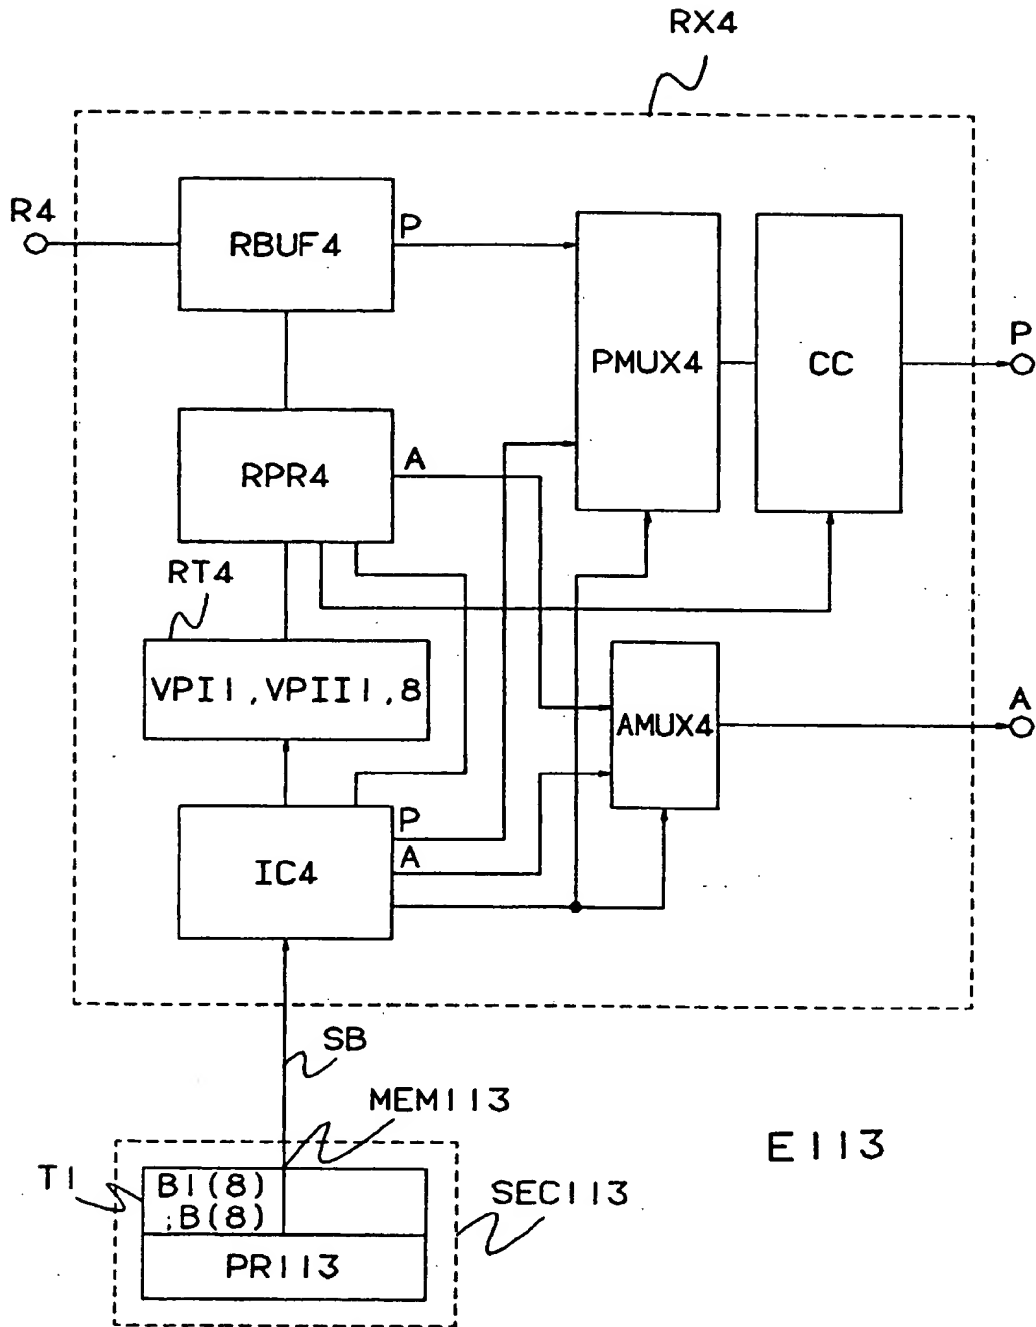 RX4
R4
RBUF4
P
PMUX4
CC
P
RPR4
A
RT4
VPI1,VPII1,8
AMUX4
A
IC4
P
A
SB
MEM113
E113
T1
B1(8)
;B(8)
SEC113
PR113